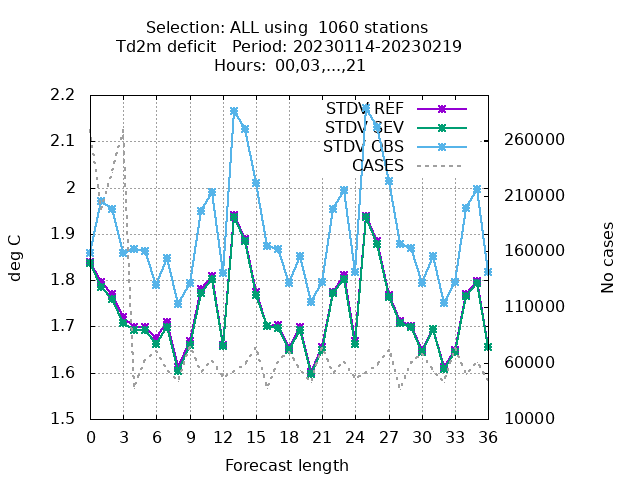 Selection: ALL using  1060 stations
Td2m deficit   Period: 20230114-20230219
Hours: 00,03,...,21
2.2
2.1
2
1.9
1.8
1.7
1.6
1.5
deg C
STDV REF
STDV SEV
STDV OBS
CASES
260000
210000
160000
110000
60000
10000
No cases
0 3 6 9 12 15 18 21 24 27 30 33 36
Forecast length